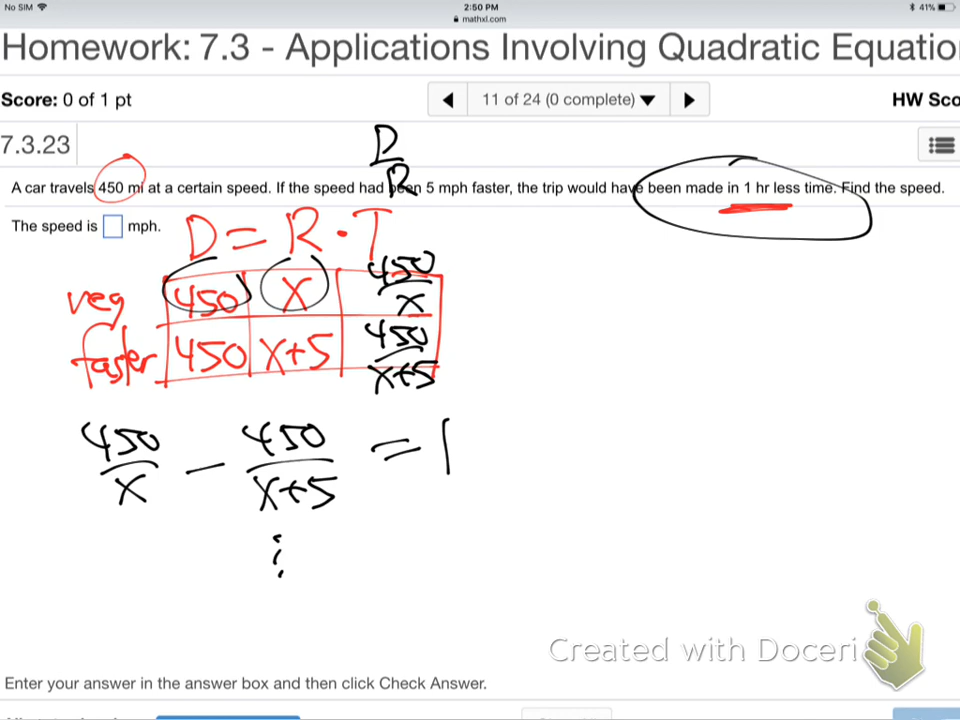 No SIM 2:50 PM 41%
mathxl.com
Homework: 7.3 - Applications Involving Quadratic Equatio
Score: 0 of 1 pt 11 of 24 (0 complete) HW Sco
7.3.23
D
R
A car travels 450 mi at a certain speed. If the speed had been 5 mph faster, the trip would have been made in 1 hr less time. Find the speed.
The speed is mph.
D = R · T
veg 450 X 450/x
faster 450 X+5 450/x+5
450/x - 450/x+5 = 1
Created with Doceri
Enter your answer in the answer box and then click Check Answer.